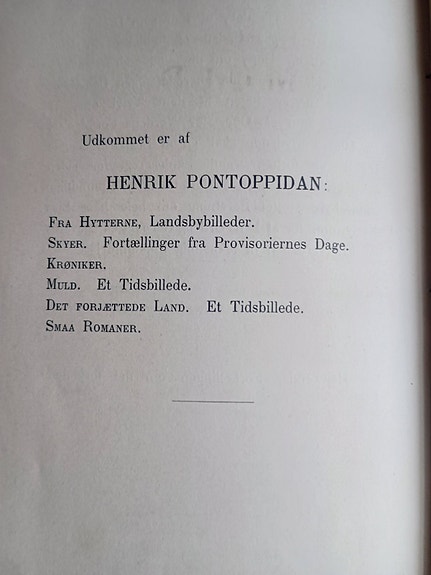 Udkommet er af
HENRIK PONTOPPIDAN:
FRA HYTTERNE, Landsbybilleder.
SKYER. Fortællinger fra Provisoriernes Dage.
KRØNIKER.
MULD. Et Tidsbillede.
DET FORJÆTTEDE LAND. Et Tidsbillede.
SMAA ROMANER.